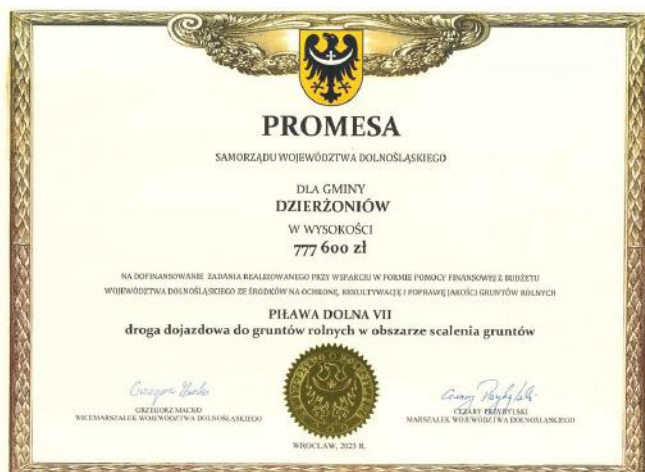 PROMESA
SAMORZĄDU WOJEWÓDZTWA DOLNOŚLĄSKIEGO
DLA GMINY
DZIERŻONIÓW
W WYSOKOŚCI
777 600 zł
NA DOFINANSOWANIE ZADANIA REALIZOWANEGO PRZY WSPARCIU W FORMIE POMOCY FINANSOWEJ Z BUDŻETU
WOJEWÓDZTWA DOLNOŚLĄSKIEGO ZE ŚRODKÓW NA OCHRONĘ, REKULTYWACJĘ I POPRAWĘ JAKOŚCI GRUNTÓW ROLNYCH
PIŁAWA DOLNA VII
droga dojazdowa do gruntów rolnych w obszarze scalenia gruntów
GRZEGORZ MACKO
WICEMARSZAŁEK WOJEWÓDZTWA DOLNOŚLĄSKIEGO
CEZARY PRZYBYLSKI
MARSZAŁEK WOJEWÓDZTWA DOLNOŚLĄSKIEGO
WROCŁAW, 2023 R.